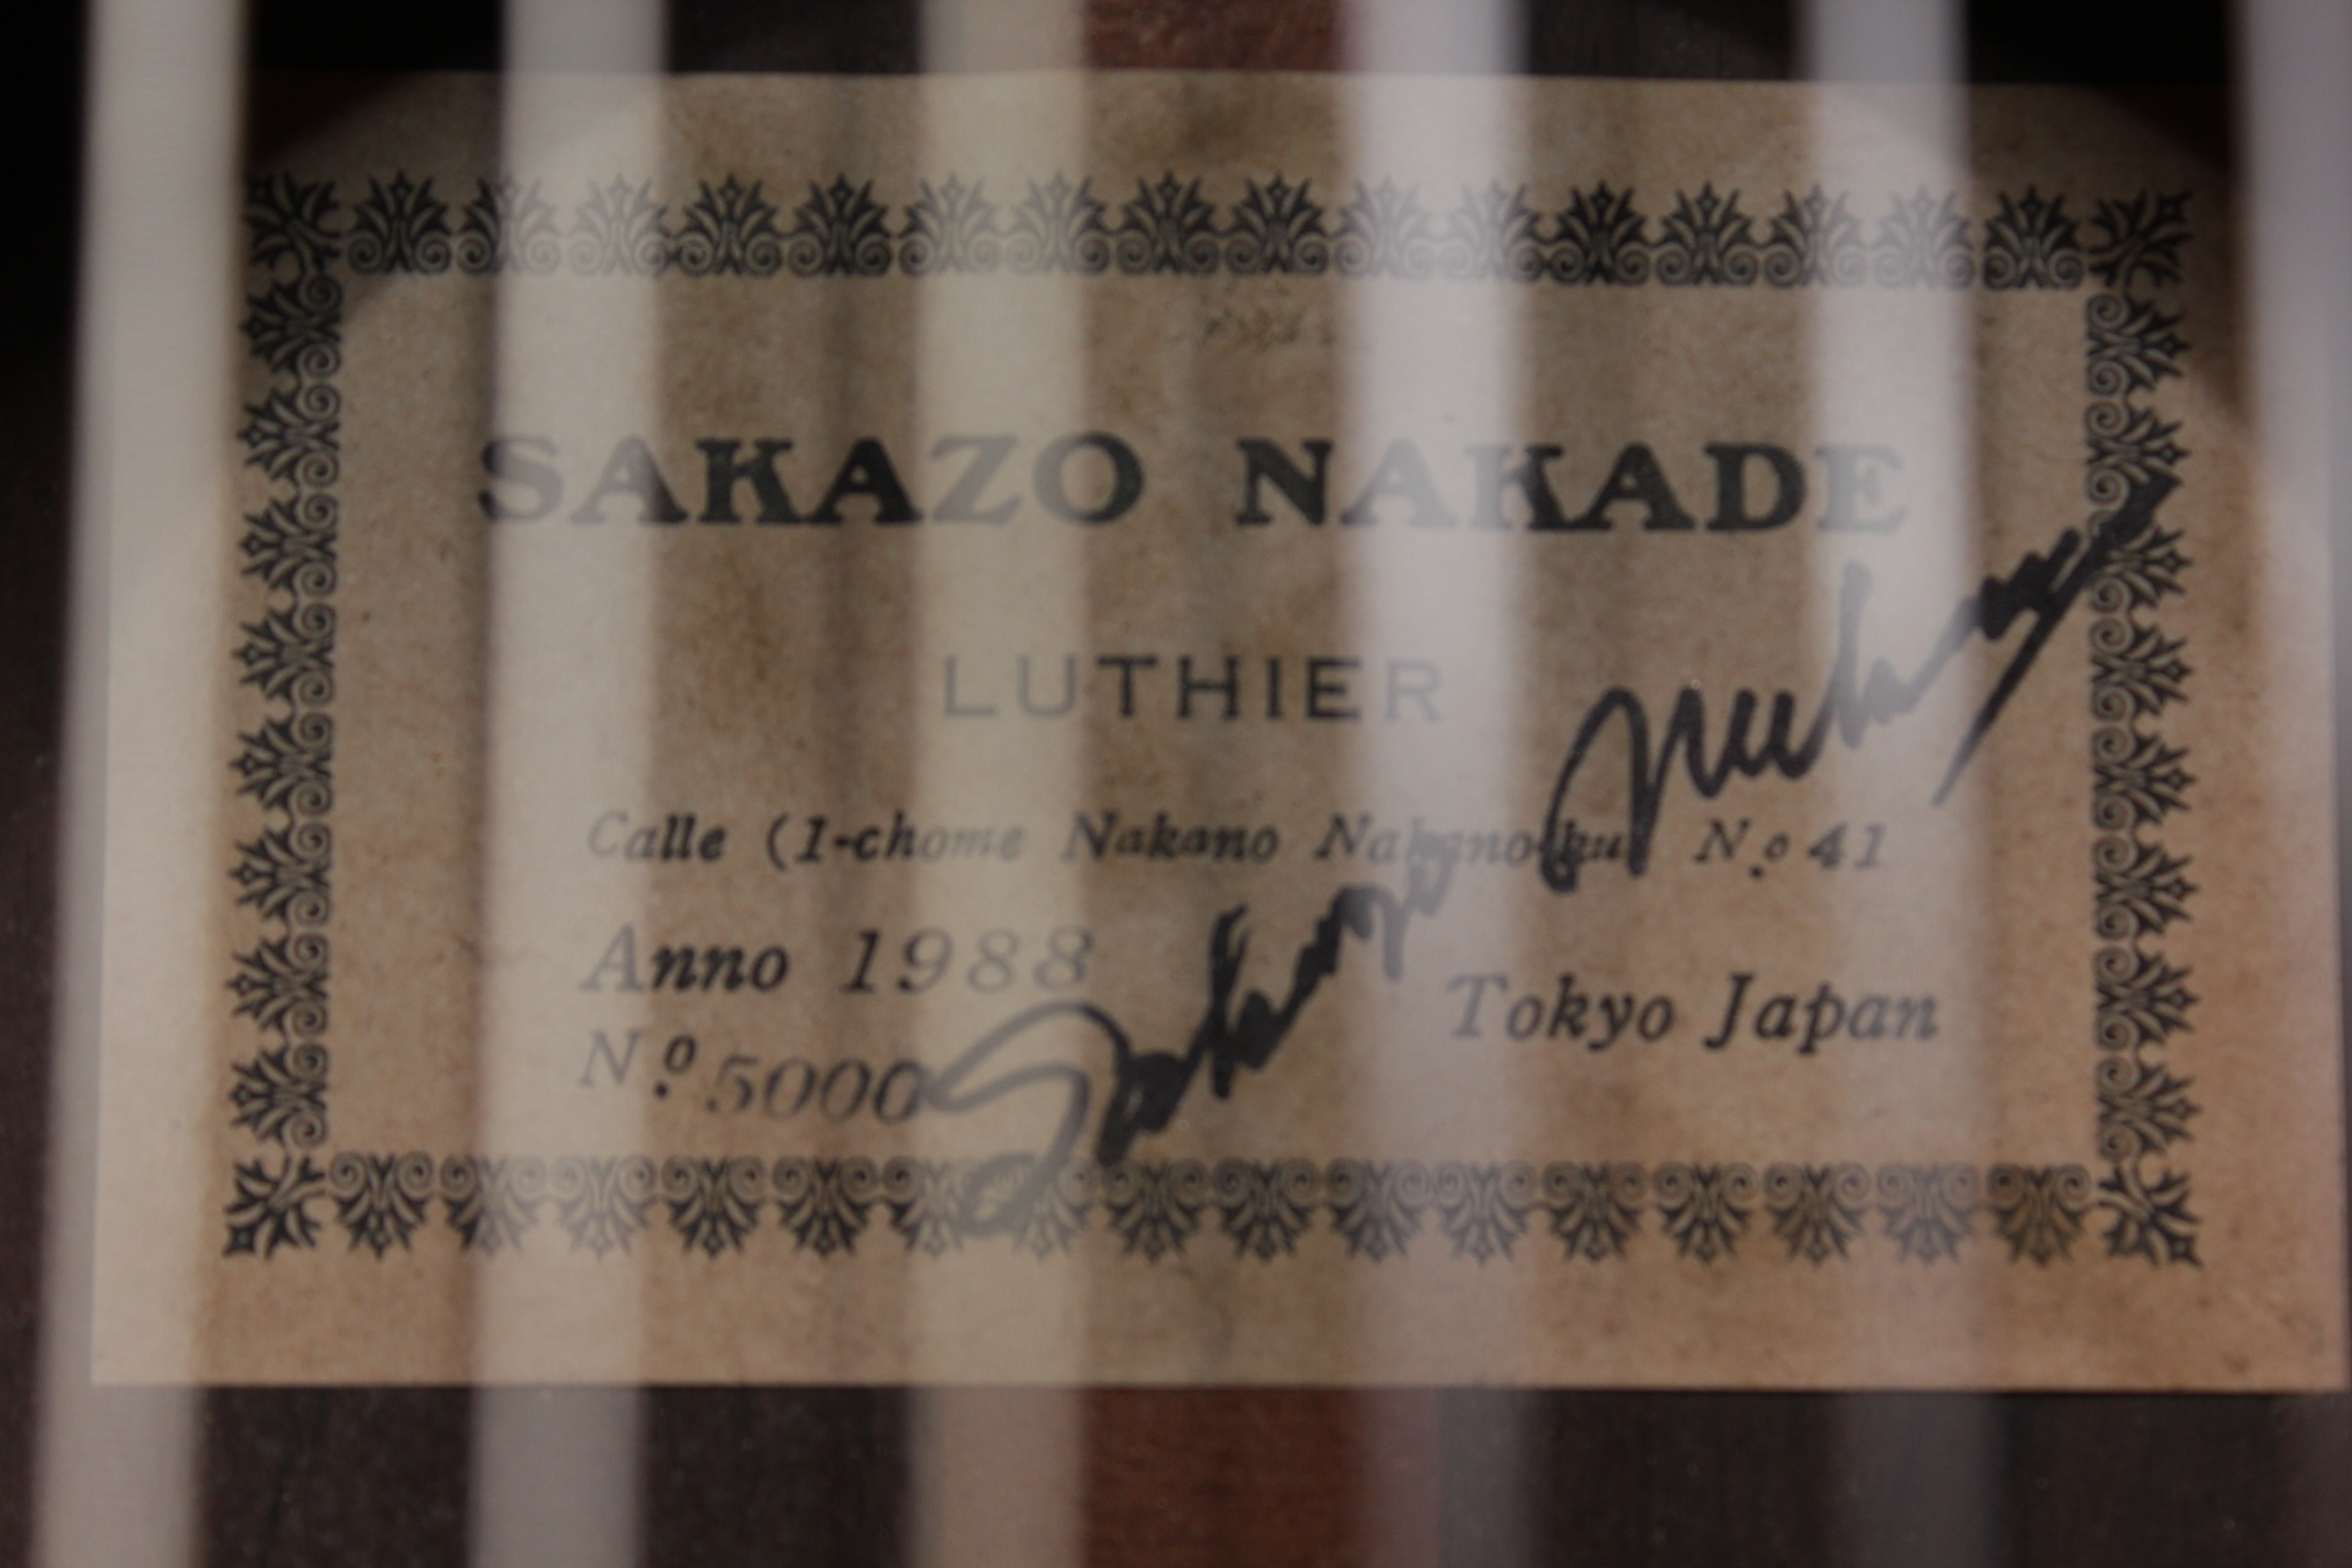 SAKAZO NAKADE
LUTHIER
Calle (1-chome Nakano Nakano-ku) N.º 41
Anno 1988
Tokyo Japan
N.º 5000